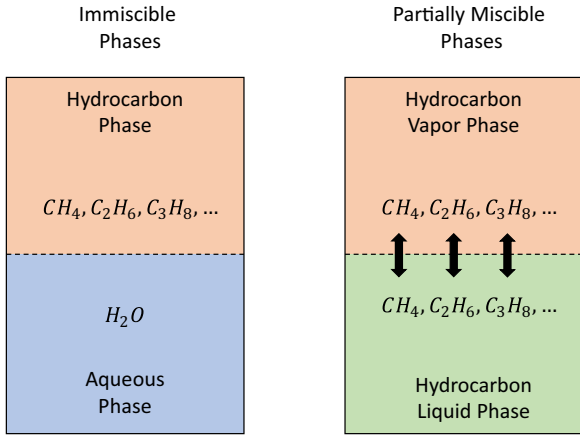 Immiscible
Phases
Hydrocarbon
Phase
CH₄, C₂H₆, C₃H₈, ...
H₂O
Aqueous
Phase
Partially Miscible
Phases
Hydrocarbon
Vapor Phase
CH₄, C₂H₆, C₃H₈, ...
CH₄, C₂H₆, C₃H₈, ...
Hydrocarbon
Liquid Phase